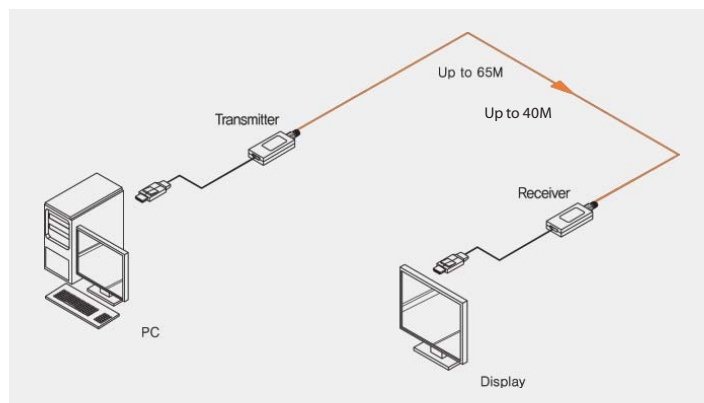 Up to 65M
Up to 40M
Transmitter
Receiver
PC
Display